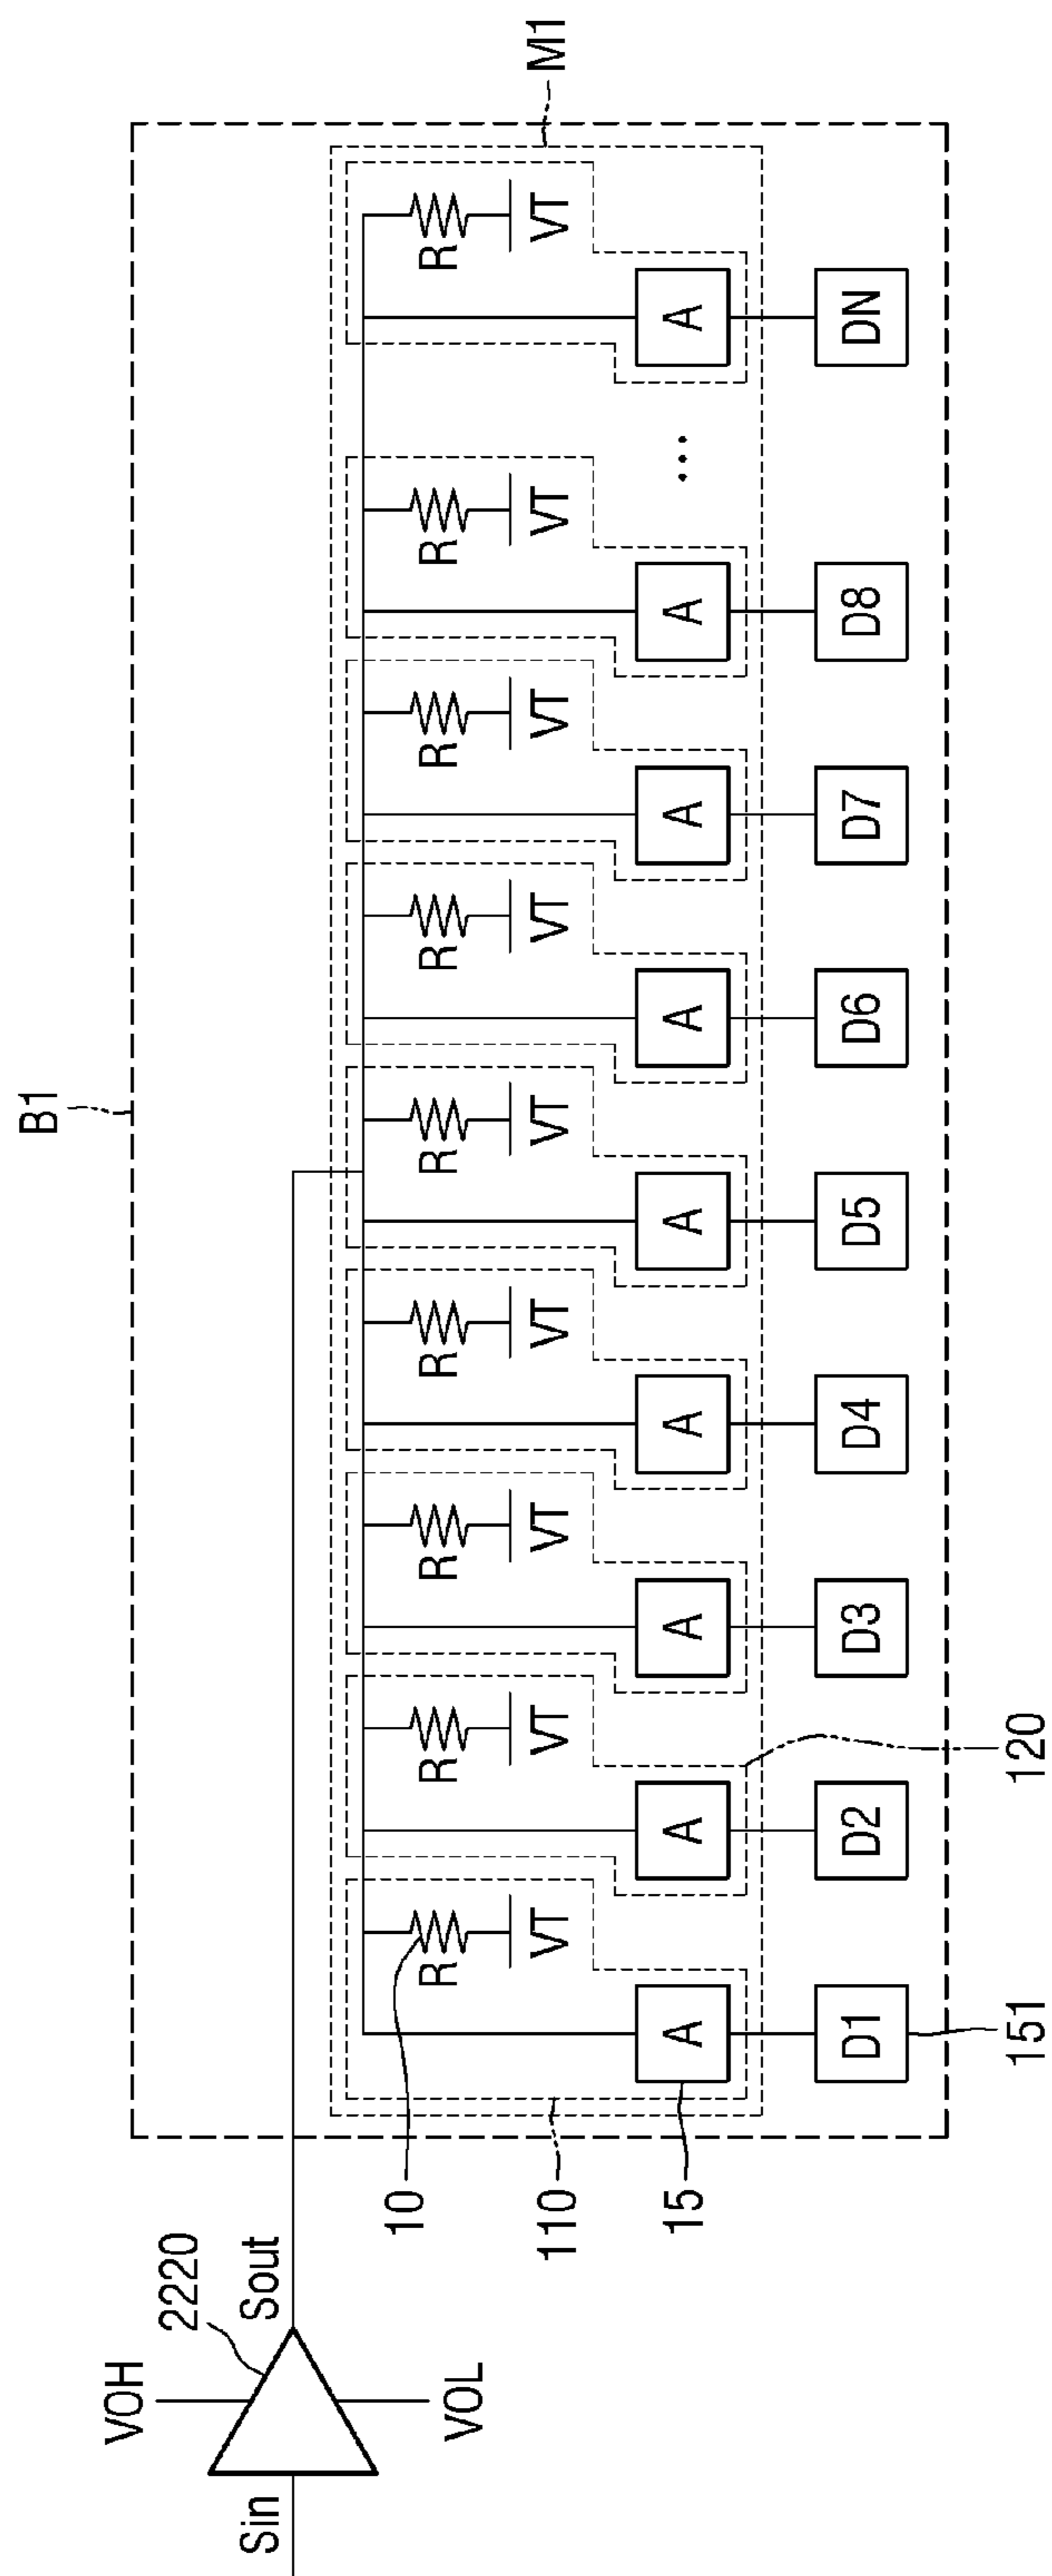 B1
M1
VOH
2220
Sin
Sout
VOL
10
R
R
R
R
R
R
R
R
R
VT
VT
VT
VT
VT
VT
VT
VT
VT
110
15
A
A
A
A
A
A
A
A
...
A
D1
D2
D3
D4
D5
D6
D7
D8
DN
151
120